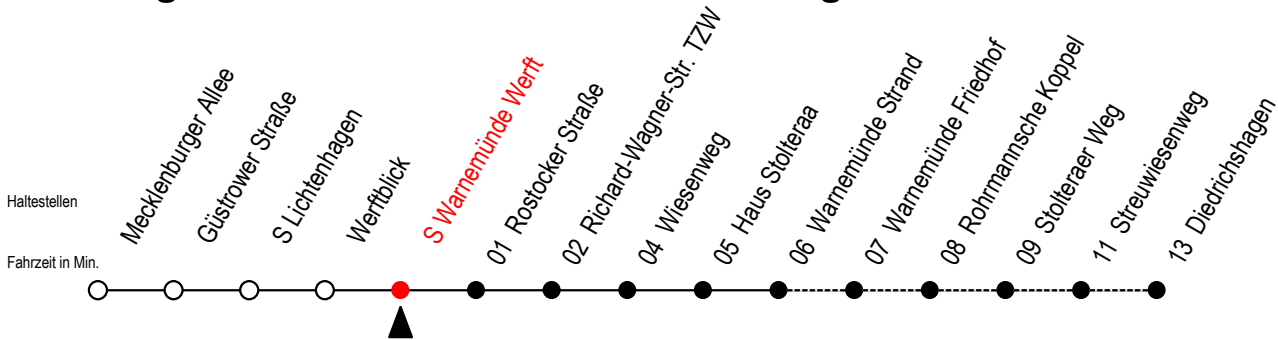 Haltestellen
Fahrzeit in Min.
Mecklenburger Allee
Güstrower Straße
S Lichtenhagen
Werftblick
S Warnemünde Werft
01 Rostocker Straße
02 Richard-Wagner-Str. TZW
04 Wiesenweg
05 Haus Stolteraa
06 Warnemünde Strand
07 Warnemünde Friedhof
08 Rohrmannsche Koppel
09 Stolteraer Weg
11 Streuwiesenweg
13 Diedrichshagen